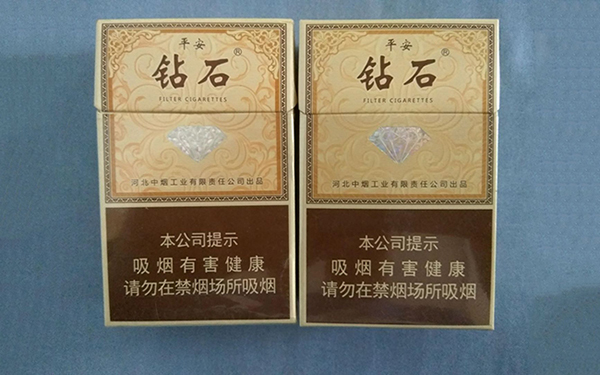 平安
钻石®
FILTER CIGARETTES
河北中烟工业有限责任公司出品
本公司提示
吸烟有害健康
请勿在禁烟场所吸烟
平安
钻石®
FILTER CIGARETTES
河北中烟工业有限责任公司出品
本公司提示
吸烟有害健康
请勿在禁烟场所吸烟